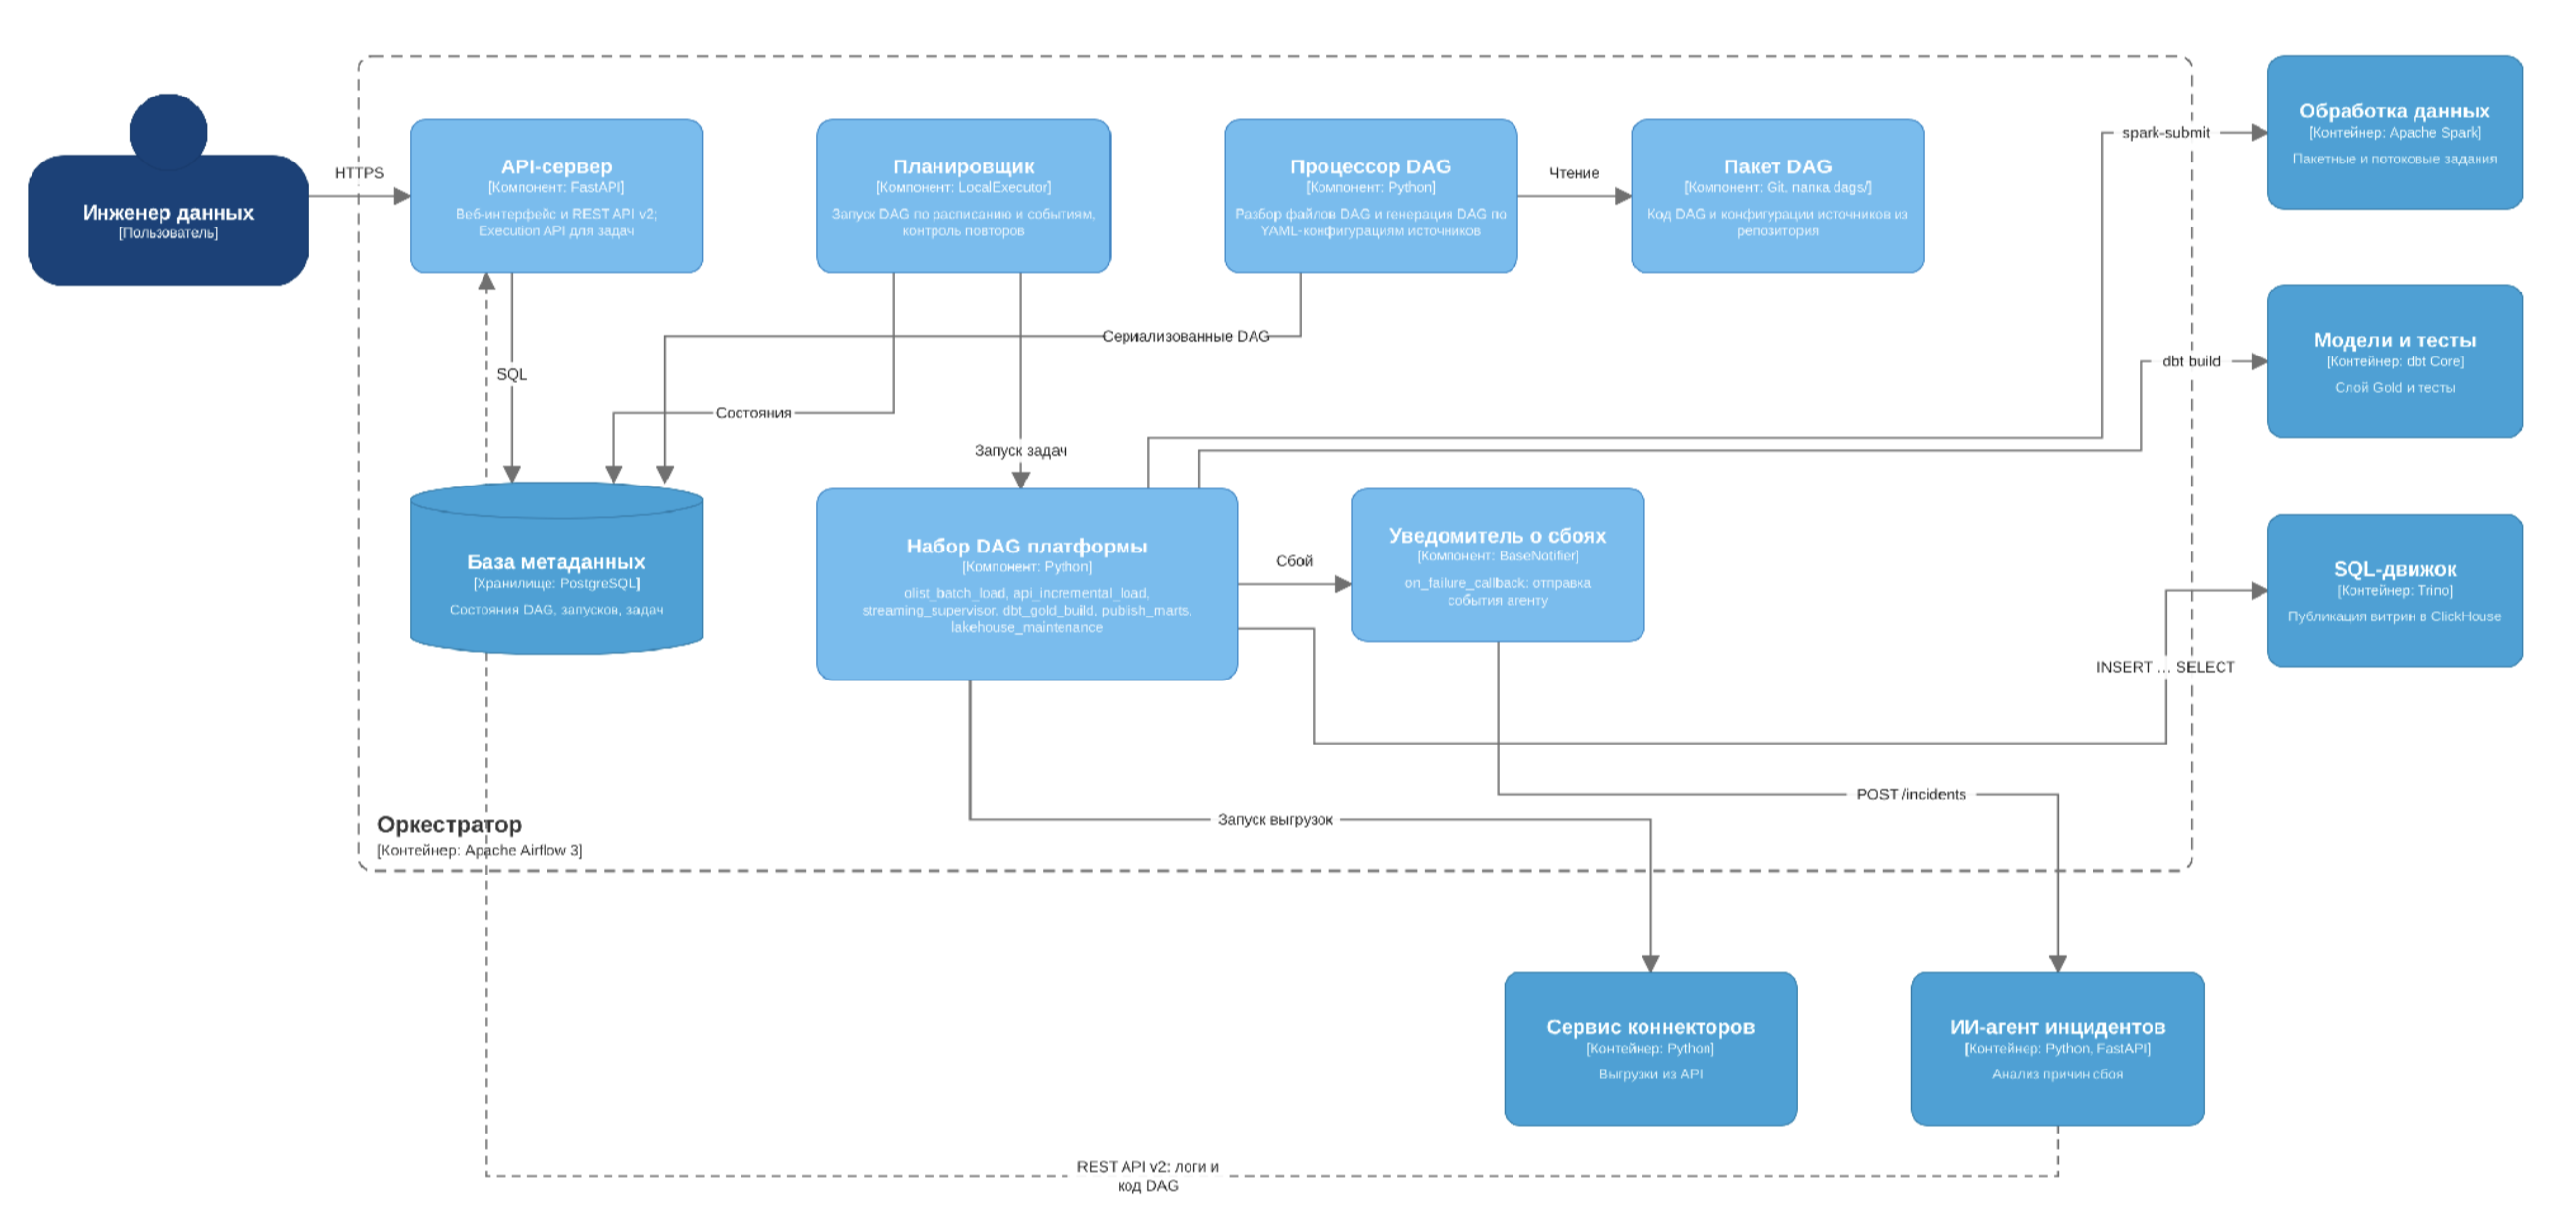 Инженер данных
[Пользователь]
HTTPS
API-сервер
[Компонент: FastAPI]
Веб-интерфейс и REST API v2;
Execution API для задач
Планировщик
[Компонент: LocalExecutor]
Запуск DAG по расписанию и событиям,
контроль повторов
Процессор DAG
[Компонент: Python]
Разбор файлов DAG и генерация DAG по
YAML-конфигурациям источников
Чтение
Пакет DAG
[Компонент: Git, папка dags/]
Код DAG и конфигурации источников из
репозитория
spark-submit
Обработка данных
[Контейнер: Apache Spark]
Пакетные и потоковые задания
Сериализованные DAG
SQL
Состояния
Запуск задач
dbt build
Модели и тесты
[Контейнер: dbt Core]
Слой Gold и тесты
База метаданных
[Хранилище: PostgreSQL]
Состояния DAG, запусков, задач
Набор DAG платформы
[Компонент: Python]
olist_batch_load, api_incremental_load,
streaming_supervisor, dbt_gold_build, publish_marts,
lakehouse_maintenance
Сбой
Уведомитель о сбоях
[Компонент: BaseNotifier]
on_failure_callback: отправка
события агенту
SQL-движок
[Контейнер: Trino]
Публикация витрин в ClickHouse
INSERT ... SELECT
POST /incidents
Запуск выгрузок
Оркестратор
[Контейнер: Apache Airflow 3]
Сервис коннекторов
[Контейнер: Python]
Выгрузки из API
ИИ-агент инцидентов
[Контейнер: Python, FastAPI]
Анализ причин сбоя
REST API v2: логи и
код DAG